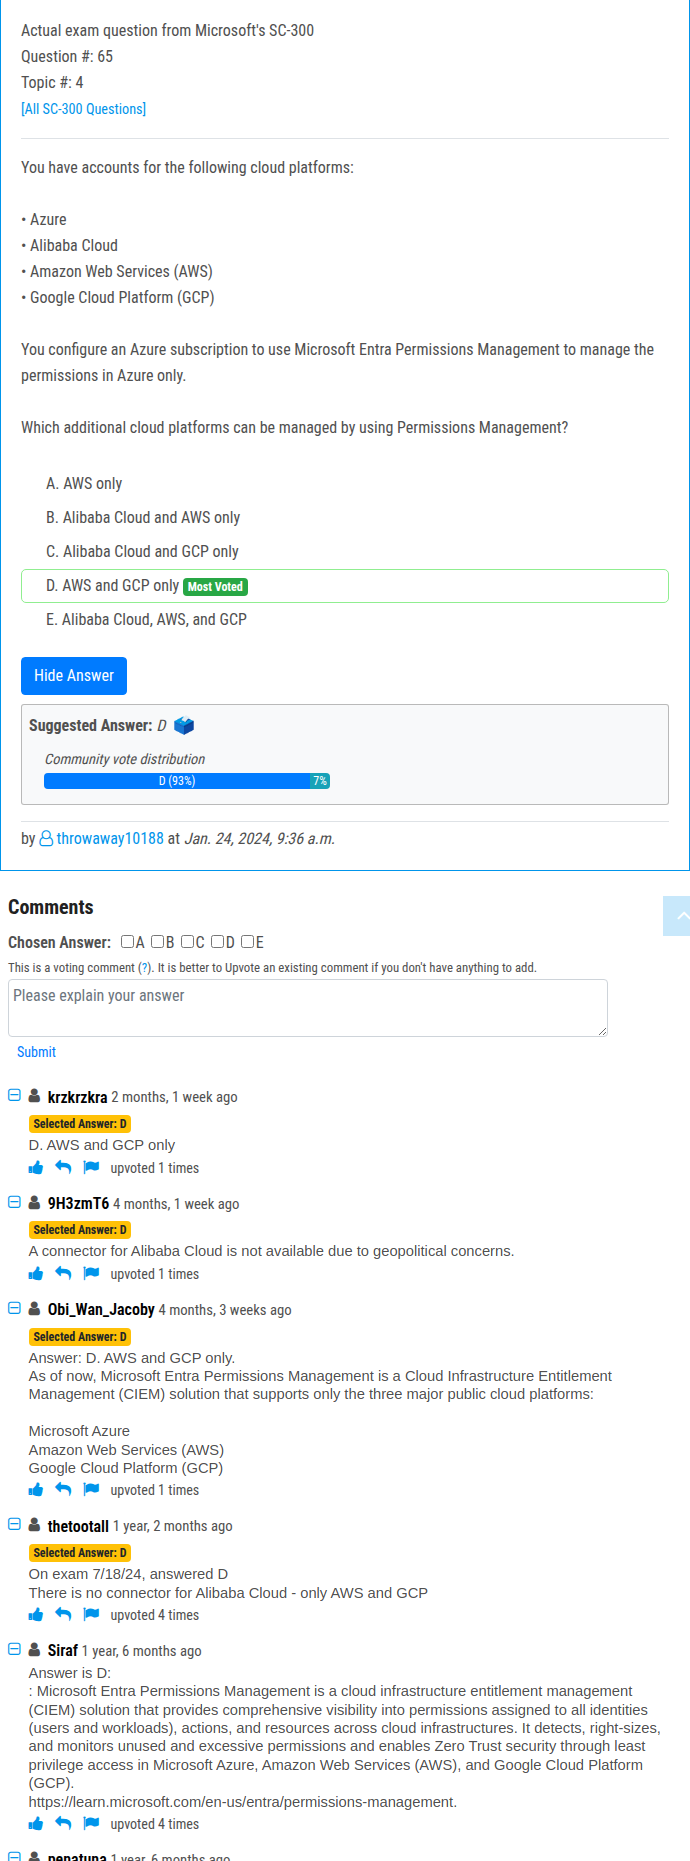 Actual exam question from Microsoft's SC-300
Question #: 65
Topic #: 4
[All SC-300 Questions]
You have accounts for the following cloud platforms:
• Azure
• Alibaba Cloud
• Amazon Web Services (AWS)
• Google Cloud Platform (GCP)
You configure an Azure subscription to use Microsoft Entra Permissions Management to manage the
permissions in Azure only.
Which additional cloud platforms can be managed by using Permissions Management?
A. AWS only
B. Alibaba Cloud and AWS only
C. Alibaba Cloud and GCP only
D. AWS and GCP only Most Voted
E. Alibaba Cloud, AWS, and GCP
Hide Answer
Suggested Answer: D
Community vote distribution
D (93%) 7%
by throwaway10188 at Jan. 24, 2024, 9:36 a.m.
Comments
Chosen Answer: A B C D E
This is a voting comment (?). It is better to Upvote an existing comment if you don't have anything to add.
Please explain your answer
Submit
krzkrzkra 2 months, 1 week ago
Selected Answer: D
D. AWS and GCP only
upvoted 1 times
9H3zmT6 4 months, 1 week ago
Selected Answer: D
A connector for Alibaba Cloud is not available due to geopolitical concerns.
upvoted 1 times
Obi_Wan_Jacoby 4 months, 3 weeks ago
Selected Answer: D
Answer: D. AWS and GCP only.
As of now, Microsoft Entra Permissions Management is a Cloud Infrastructure Entitlement
Management (CIEM) solution that supports only the three major public cloud platforms:
Microsoft Azure
Amazon Web Services (AWS)
Google Cloud Platform (GCP)
upvoted 1 times
thetootall 1 year, 2 months ago
Selected Answer: D
On exam 7/18/24, answered D
There is no connector for Alibaba Cloud - only AWS and GCP
upvoted 4 times
Siraf 1 year, 6 months ago
Answer is D:
: Microsoft Entra Permissions Management is a cloud infrastructure entitlement management
(CIEM) solution that provides comprehensive visibility into permissions assigned to all identities
(users and workloads), actions, and resources across cloud infrastructures. It detects, right-sizes,
and monitors unused and excessive permissions and enables Zero Trust security through least
privilege access in Microsoft Azure, Amazon Web Services (AWS), and Google Cloud Platform
(GCP).
https://learn.microsoft.com/en-us/entra/permissions-management.
upvoted 4 times
penatuna 1 year, 6 months ago